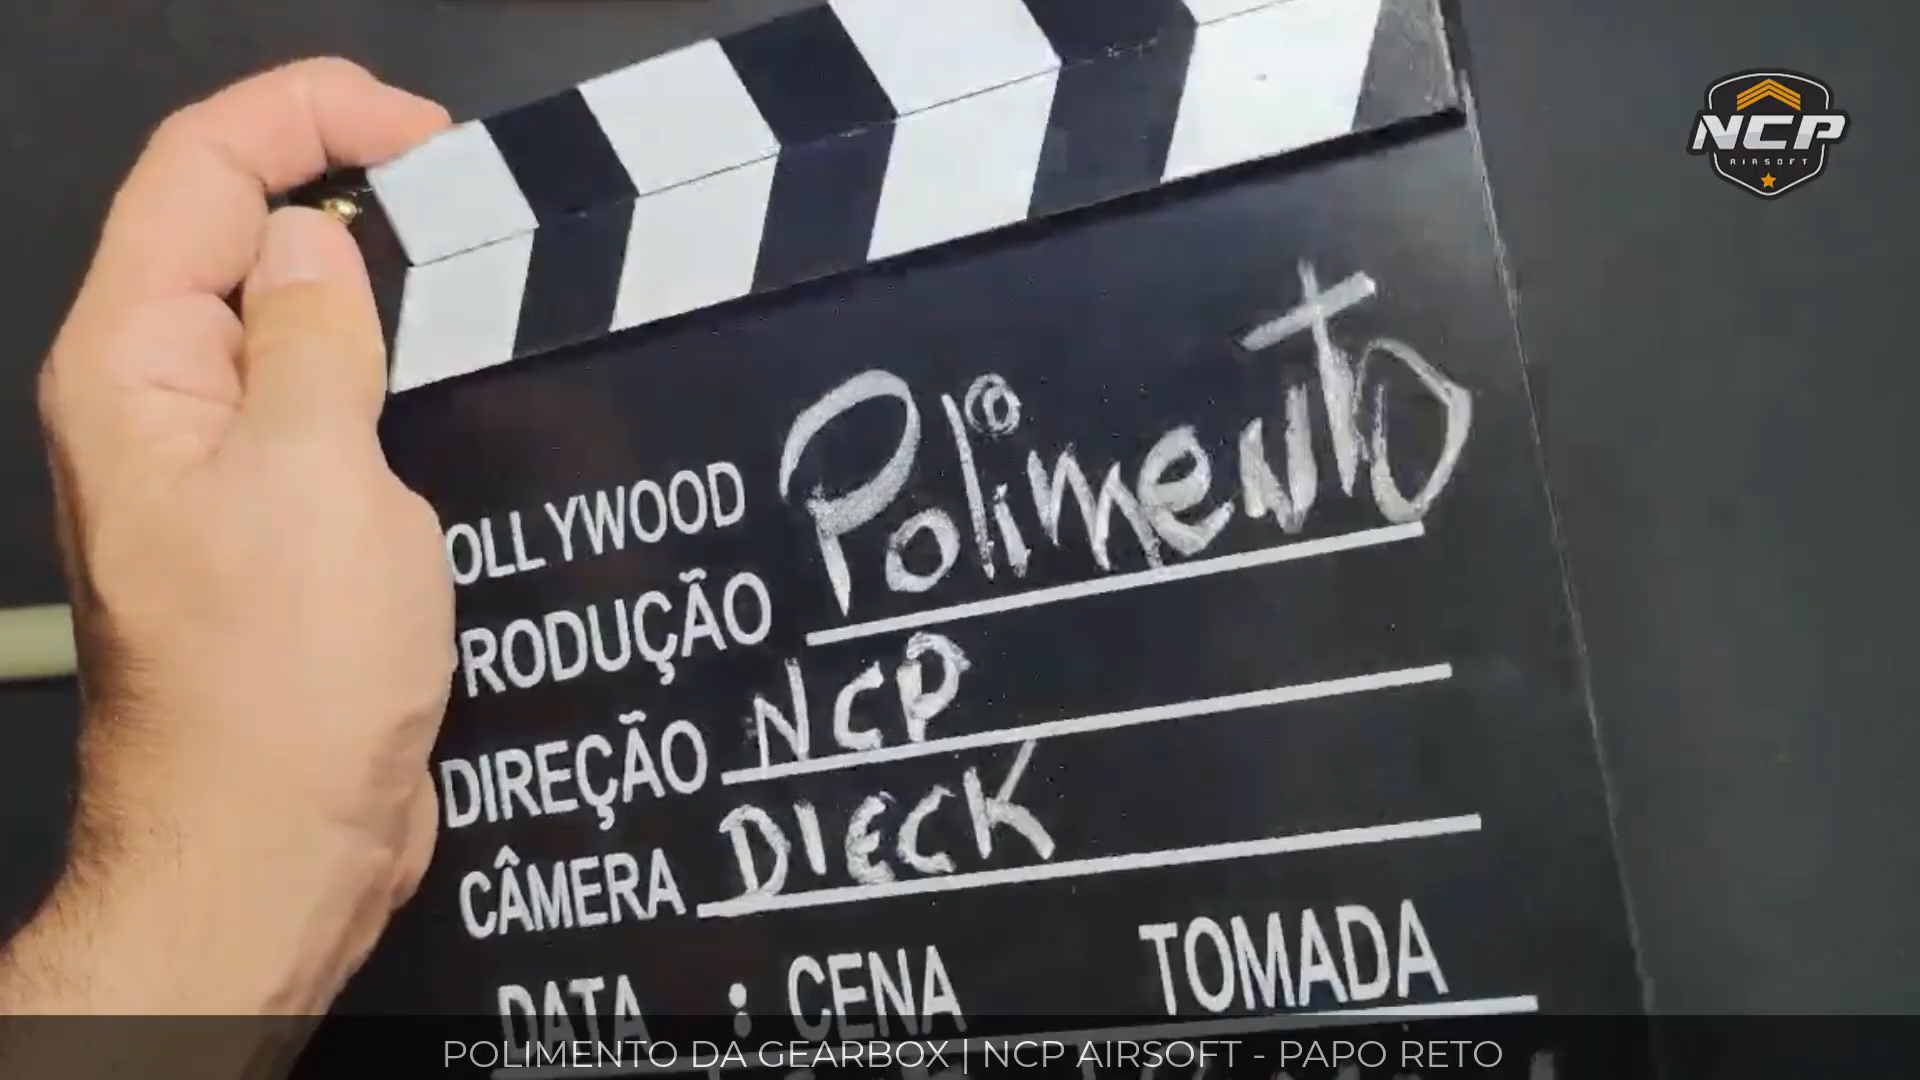 NCP
AIRSOFT
OLLYWOOD Polimento
PRODUÇÃO
DIREÇÃO NCP
CÂMERA DIECK
DATA : CENA TOMADA
POLIMENTO DA GEARBOX | NCP AIRSOFT - PAPO RETO